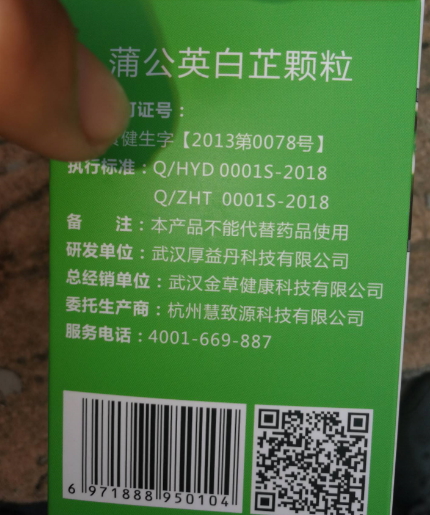 蒲公英白芷颗粒
可证号：
健生字【2013第0078号】
执行标准：Q/HYD 0001S-2018
Q/ZHT 0001S-2018
备 注：本产品不能代替药品使用
研发单位：武汉厚益丹科技有限公司
总经销单位：武汉金草健康科技有限公司
委托生产商：杭州慧致源科技有限公司
服务电话：4001-669-887
6 971888 950104